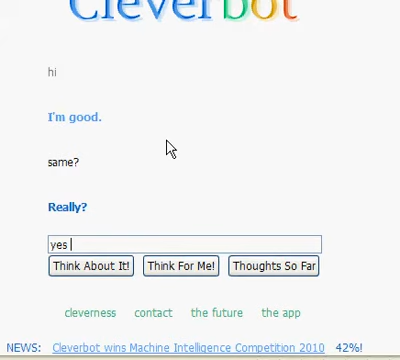 Cleverbot
hi
I'm good.
same?
Really?
yes
Think About It! Think For Me! Thoughts So Far
cleverness contact the future the app
NEWS: Cleverbot wins Machine Intelligence Competition 2010 42%!